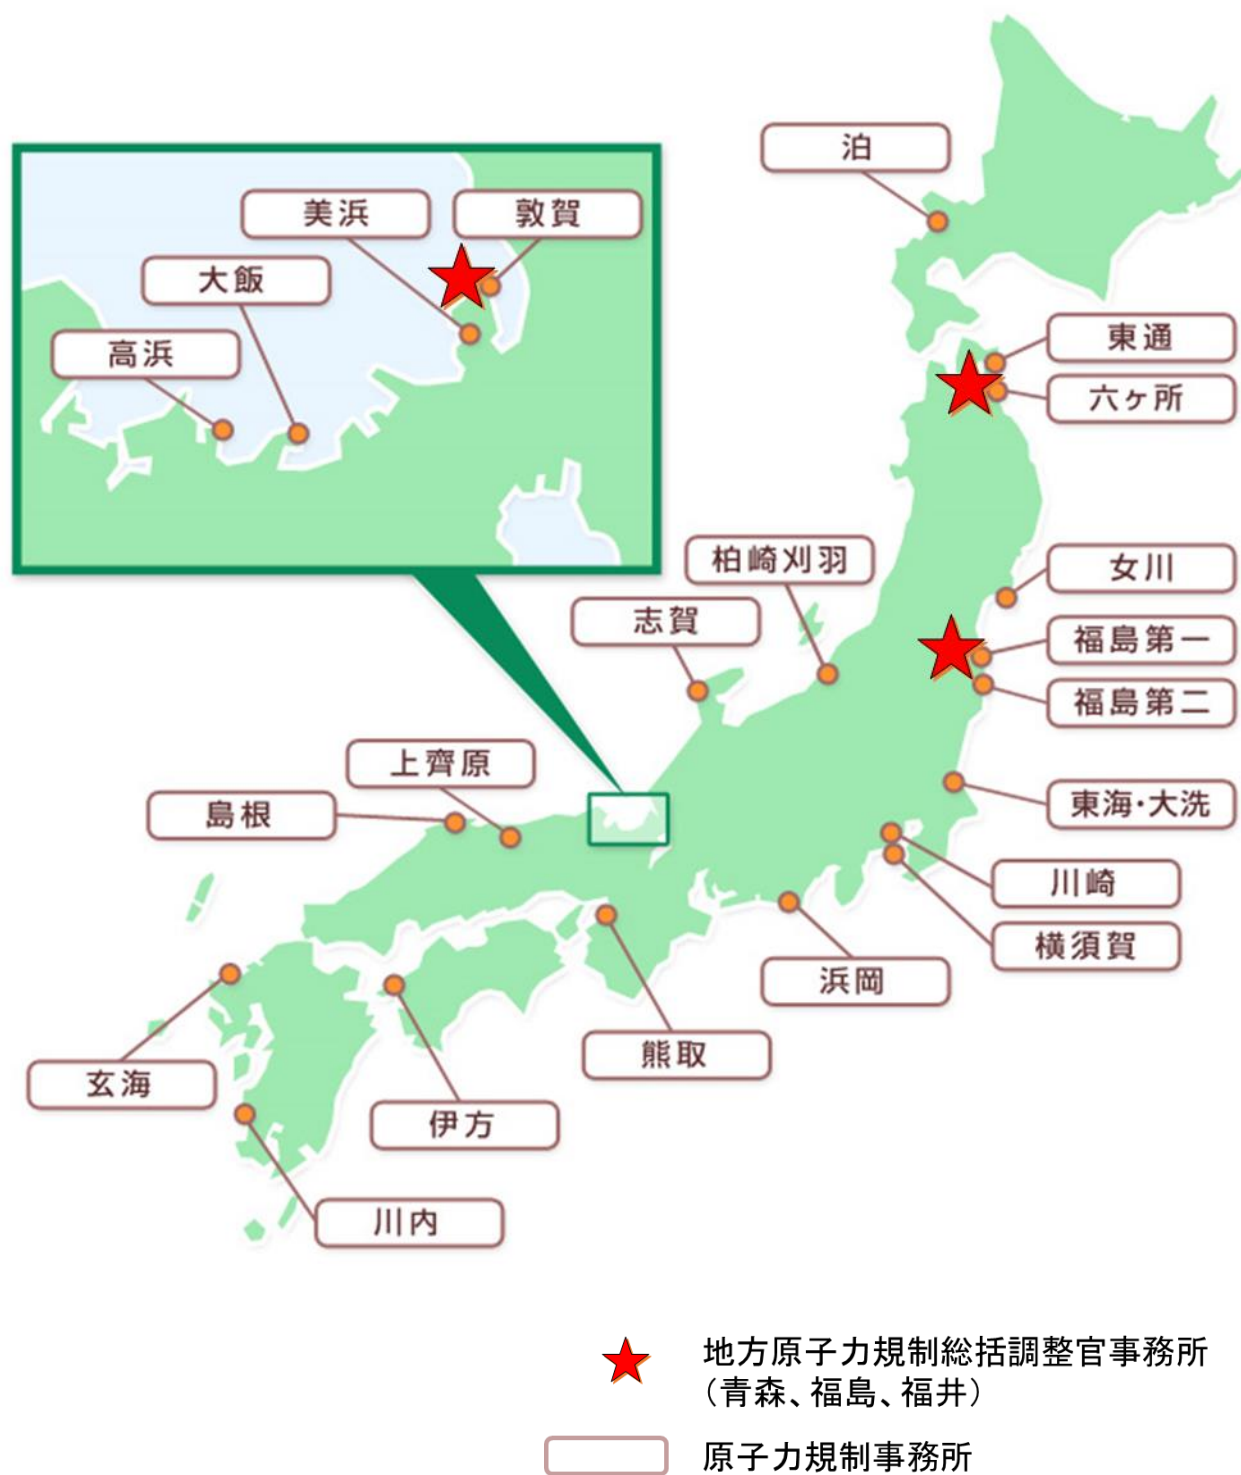 泊
美浜
敦賀
大飯
高浜
東通
六ヶ所
柏崎刈羽
女川
志賀
福島第一
福島第二
上齊原
島根
東海・大洗
川崎
横須賀
浜岡
熊取
玄海
伊方
川内
地方原子力規制総括調整官事務所
（青森、福島、福井）
原子力規制事務所